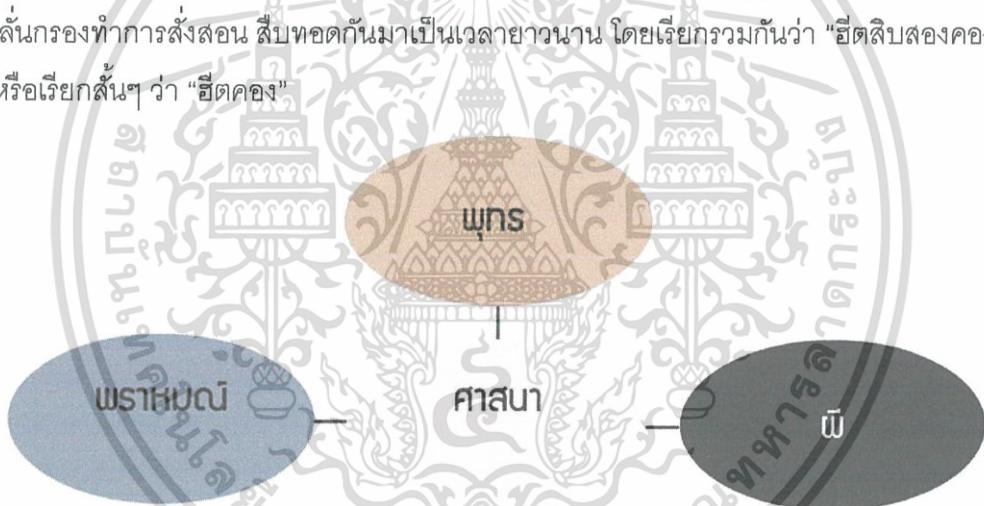 ลั่นกรองทำการสั่งสอน สืบทอดกันมาเป็นเวลายาวนาน โดยเรียกรวมกันว่า “ฮีตสิบสองคอง
หรือเรียกสั้นๆ ว่า “ฮีตคอง”
พุทธ
พราหมณ์
ศาสนา
ผี